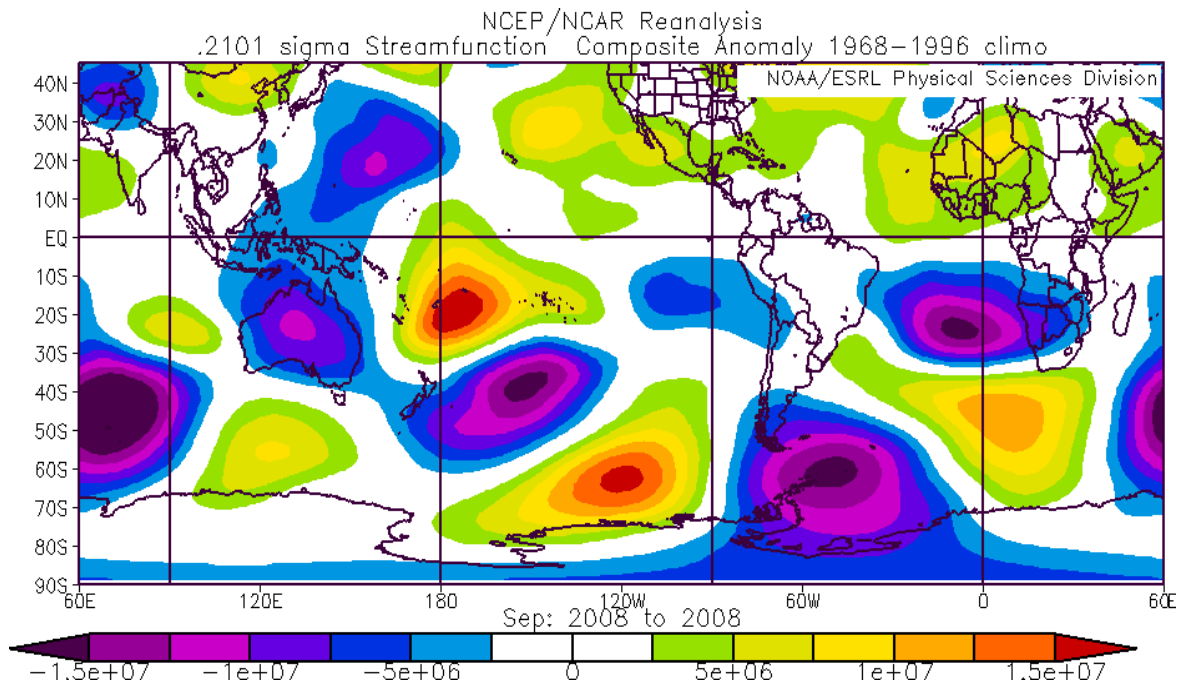 NCEP/NCAR Reanalysis
.2101 sigma Streamfunction Composite Anomaly 1968-1996 climo
NOAA/ESRL Physical Sciences Division
40N
30N
20N
10N
EQ
10S
20S
30S
40S
50S
60S
70S
80S
90S
60E 120E 180 120W 60W 0 60E
Sep: 2008 to 2008
-1.5e+07 -1e+07 -5e+06 0 5e+06 1e+07 1.5e+07